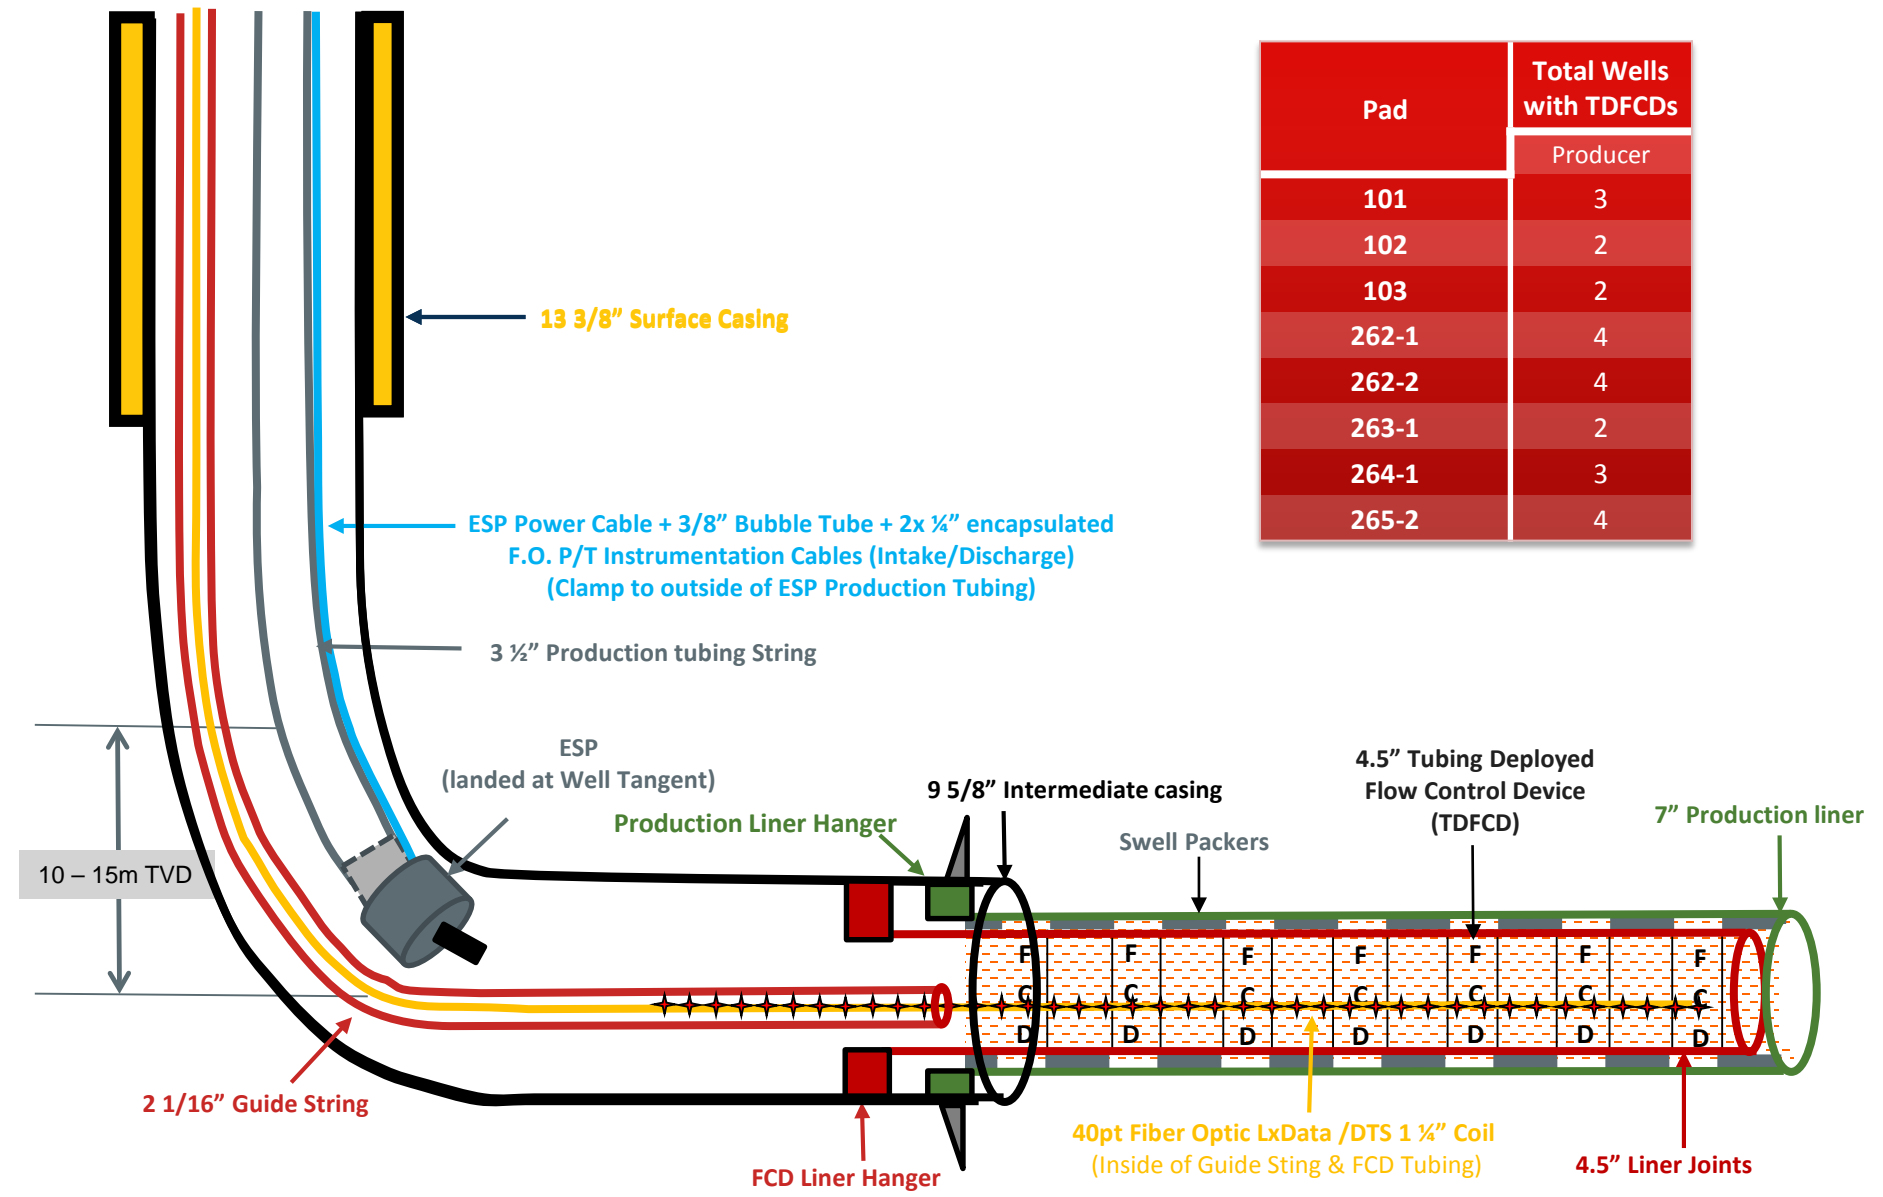 Pad
Total Wells
with TDFCDs
Producer
101 3
102 2
103 2
262-1 4
262-2 4
263-1 2
264-1 3
265-2 4
13 3/8” Surface Casing
ESP Power Cable + 3/8” Bubble Tube + 2x ¼” encapsulated
F.O. P/T Instrumentation Cables (Intake/Discharge)
(Clamp to outside of ESP Production Tubing)
3 ½” Production tubing String
ESP
(landed at Well Tangent)
10 – 15m TVD
Production Liner Hanger
9 5/8” Intermediate casing
Swell Packers
4.5” Tubing Deployed
Flow Control Device
(TDFCD)
7” Production liner
F F F F F F F
C C C C C C C
D D D D D D D
2 1/16” Guide String
FCD Liner Hanger
40pt Fiber Optic LxData /DTS 1 ¼” Coil
(Inside of Guide Sting & FCD Tubing)
4.5” Liner Joints